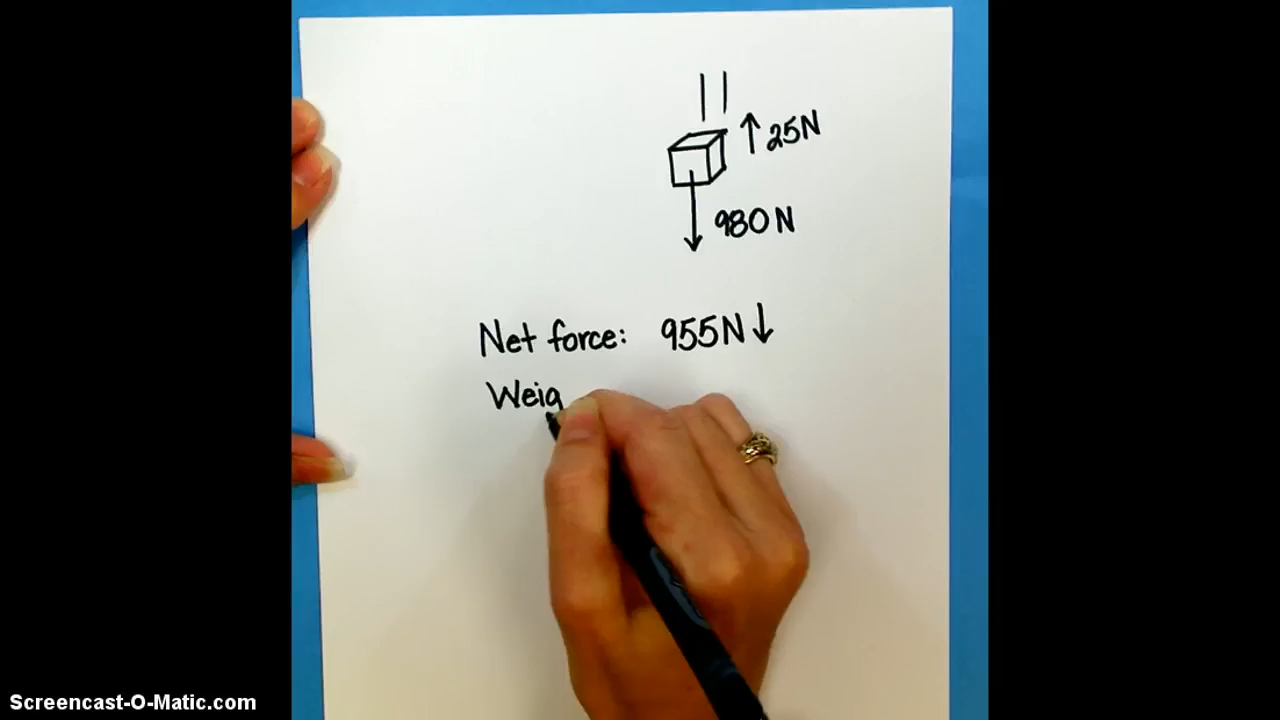 ↑25N
980N
Net force: 955N↓
Weig
Screencast-O-Matic.com